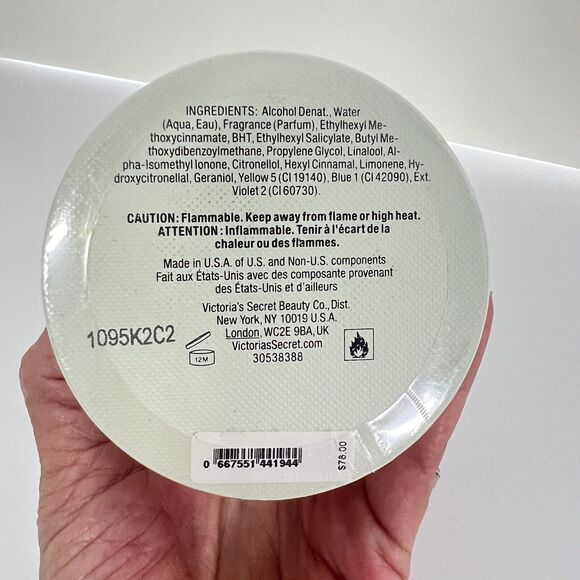 INGREDIENTS: Alcohol Denat., Water
(Aqua, Eau), Fragrance (Parfum), Ethylhexyl Me-
thoxycinnamate, BHT, Ethylhexyl Salicylate, Butyl Me-
thoxydibenzoylmethane, Propylene Glycol, Linalool, Al-
pha-Isomethyl Ionone, Citronellol, Hexyl Cinnamal, Limonene, Hy-
droxycitronellal, Geraniol, Yellow 5 (CI 19140), Blue 1 (CI 42090), Ext.
Violet 2 (CI 60730).
CAUTION: Flammable. Keep away from flame or high heat.
ATTENTION : Inflammable. Tenir à l'écart de la
chaleur ou des flammes.
Made in U.S.A. of U.S. and Non-U.S. components
Fait aux États-Unis avec des composante provenant
des États-Unis et d'ailleurs
Victoria's Secret Beauty Co., Dist.
New York, NY 10019 U.S.A.
London, WC2E 9BA, UK
VictoriasSecret.com
30538388
1095K2C2
12M
0 667551 441944
$78.00